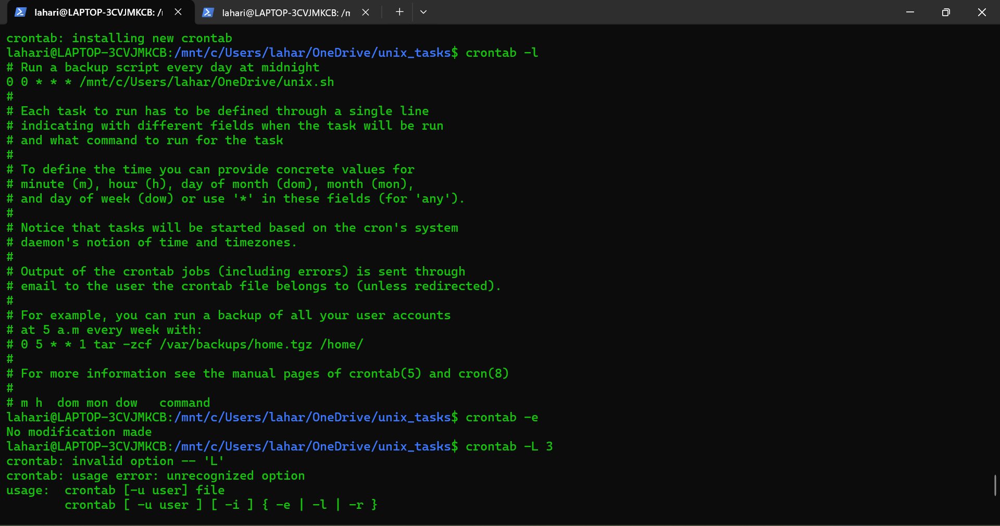 lahari@LAPTOP-3CVJMKCB: /
lahari@LAPTOP-3CVJMKCB: /n
crontab: installing new crontab
lahari@LAPTOP-3CVJMKCB:/mnt/c/Users/lahar/OneDrive/unix_tasks$ crontab -l
# Run a backup script every day at midnight
0 0 * * * /mnt/c/Users/lahar/OneDrive/unix.sh
#
# Each task to run has to be defined through a single line
# indicating with different fields when the task will be run
# and what command to run for the task
#
# To define the time you can provide concrete values for
# minute (m), hour (h), day of month (dom), month (mon),
# and day of week (dow) or use '*' in these fields (for 'any').
#
# Notice that tasks will be started based on the cron's system
# daemon's notion of time and timezones.
#
# Output of the crontab jobs (including errors) is sent through
# email to the user the crontab file belongs to (unless redirected).
#
# For example, you can run a backup of all your user accounts
# at 5 a.m every week with:
# 0 5 * * 1 tar -zcf /var/backups/home.tgz /home/
#
# For more information see the manual pages of crontab(5) and cron(8)
#
# m h  dom mon dow   command
lahari@LAPTOP-3CVJMKCB:/mnt/c/Users/lahar/OneDrive/unix_tasks$ crontab -e
No modification made
lahari@LAPTOP-3CVJMKCB:/mnt/c/Users/lahar/OneDrive/unix_tasks$ crontab -L 3
crontab: invalid option -- 'L'
crontab: usage error: unrecognized option
usage:  crontab [-u user] file
        crontab [ -u user ] [ -i ] { -e | -l | -r }